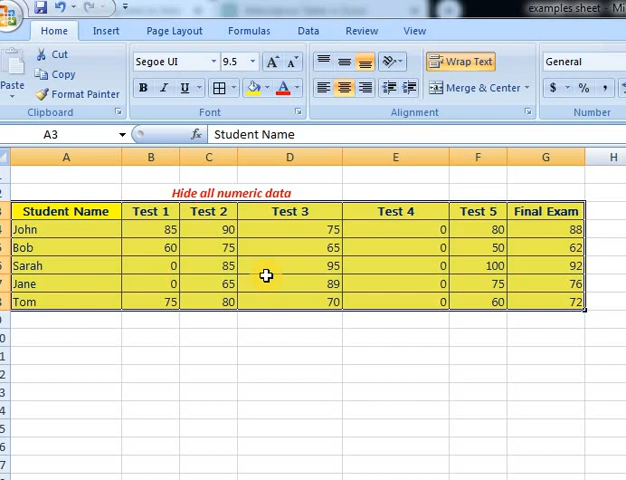 examples sheet - Mi
Home Insert Page Layout Formulas Data Review View
Cut
Copy
Paste
Format Painter
Clipboard
Segoe UI 9.5 A A
B I U A
Font
Wrap Text
Merge & Center
Alignment
General
$ % ,
Number
A3 fx Student Name
A B C D E F G H
Hide all numeric data
Student Name Test 1 Test 2 Test 3 Test 4 Test 5 Final Exam
John 85 90 75 0 80 88
Bob 60 75 65 0 50 62
Sarah 0 85 95 0 100 92
Jane 0 65 89 0 75 76
Tom 75 80 70 0 60 72